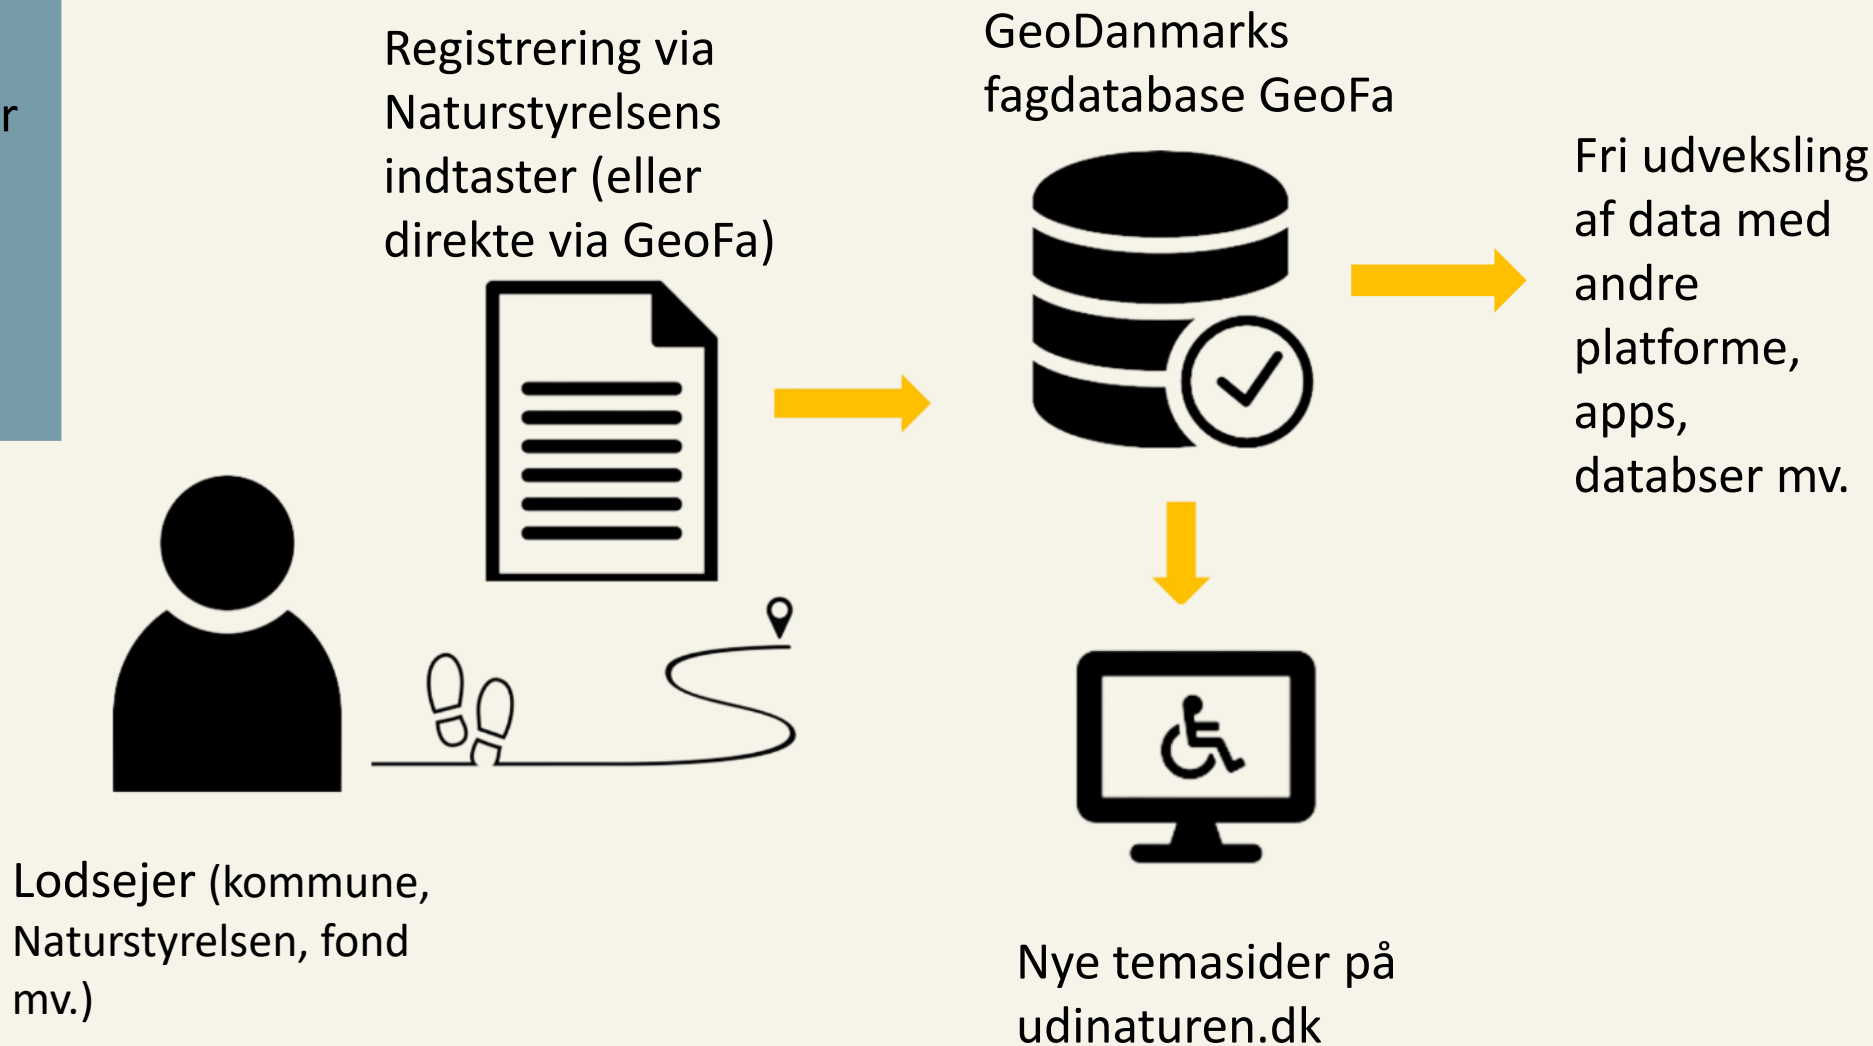 r
Registrering via
Naturstyrelsens
indtaster (eller
direkte via GeoFa)
GeoDanmarks
fagdatabase GeoFa
Fri udveksling
af data med
andre
platforme,
apps,
databser mv.
Lodsejer (kommune,
Naturstyrelsen, fond
mv.)
Nye temasider på
udinaturen.dk